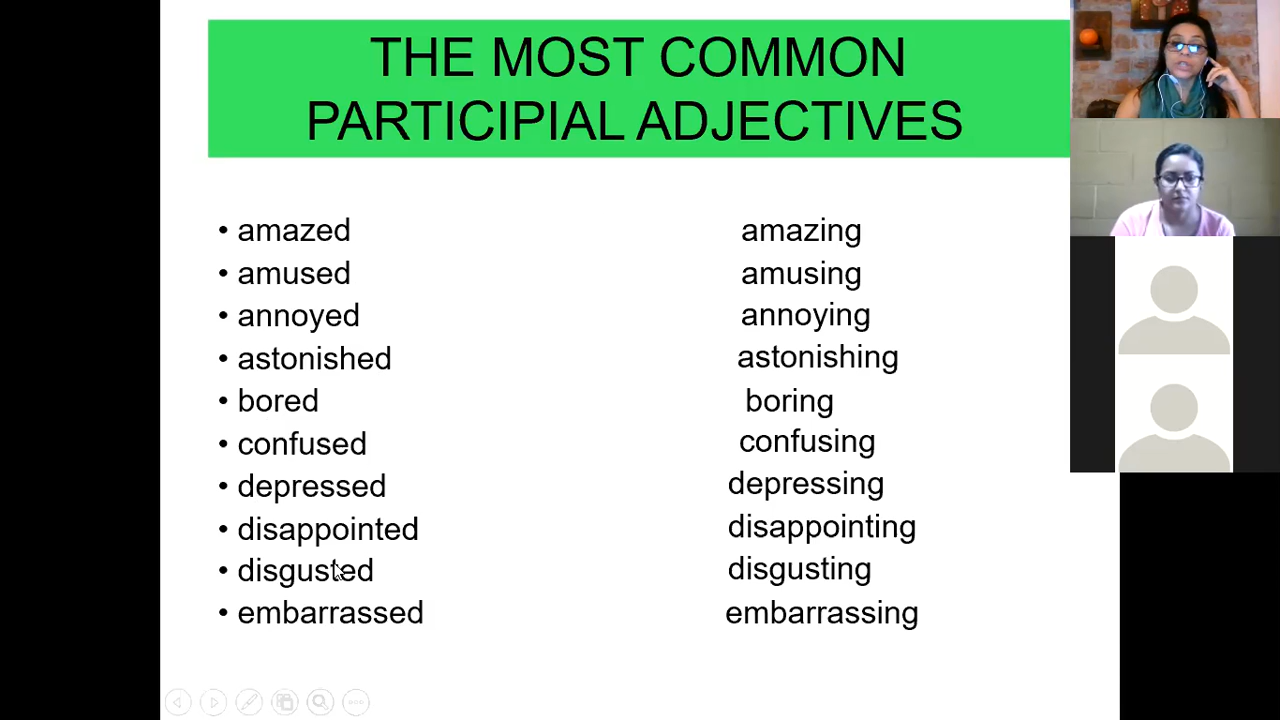 THE MOST COMMON
PARTICIPIAL ADJECTIVES
• amazed amazing
• amused amusing
• annoyed annoying
• astonished astonishing
• bored boring
• confused confusing
• depressed depressing
• disappointed disappointing
• disgusted disgusting
• embarrassed embarrassing